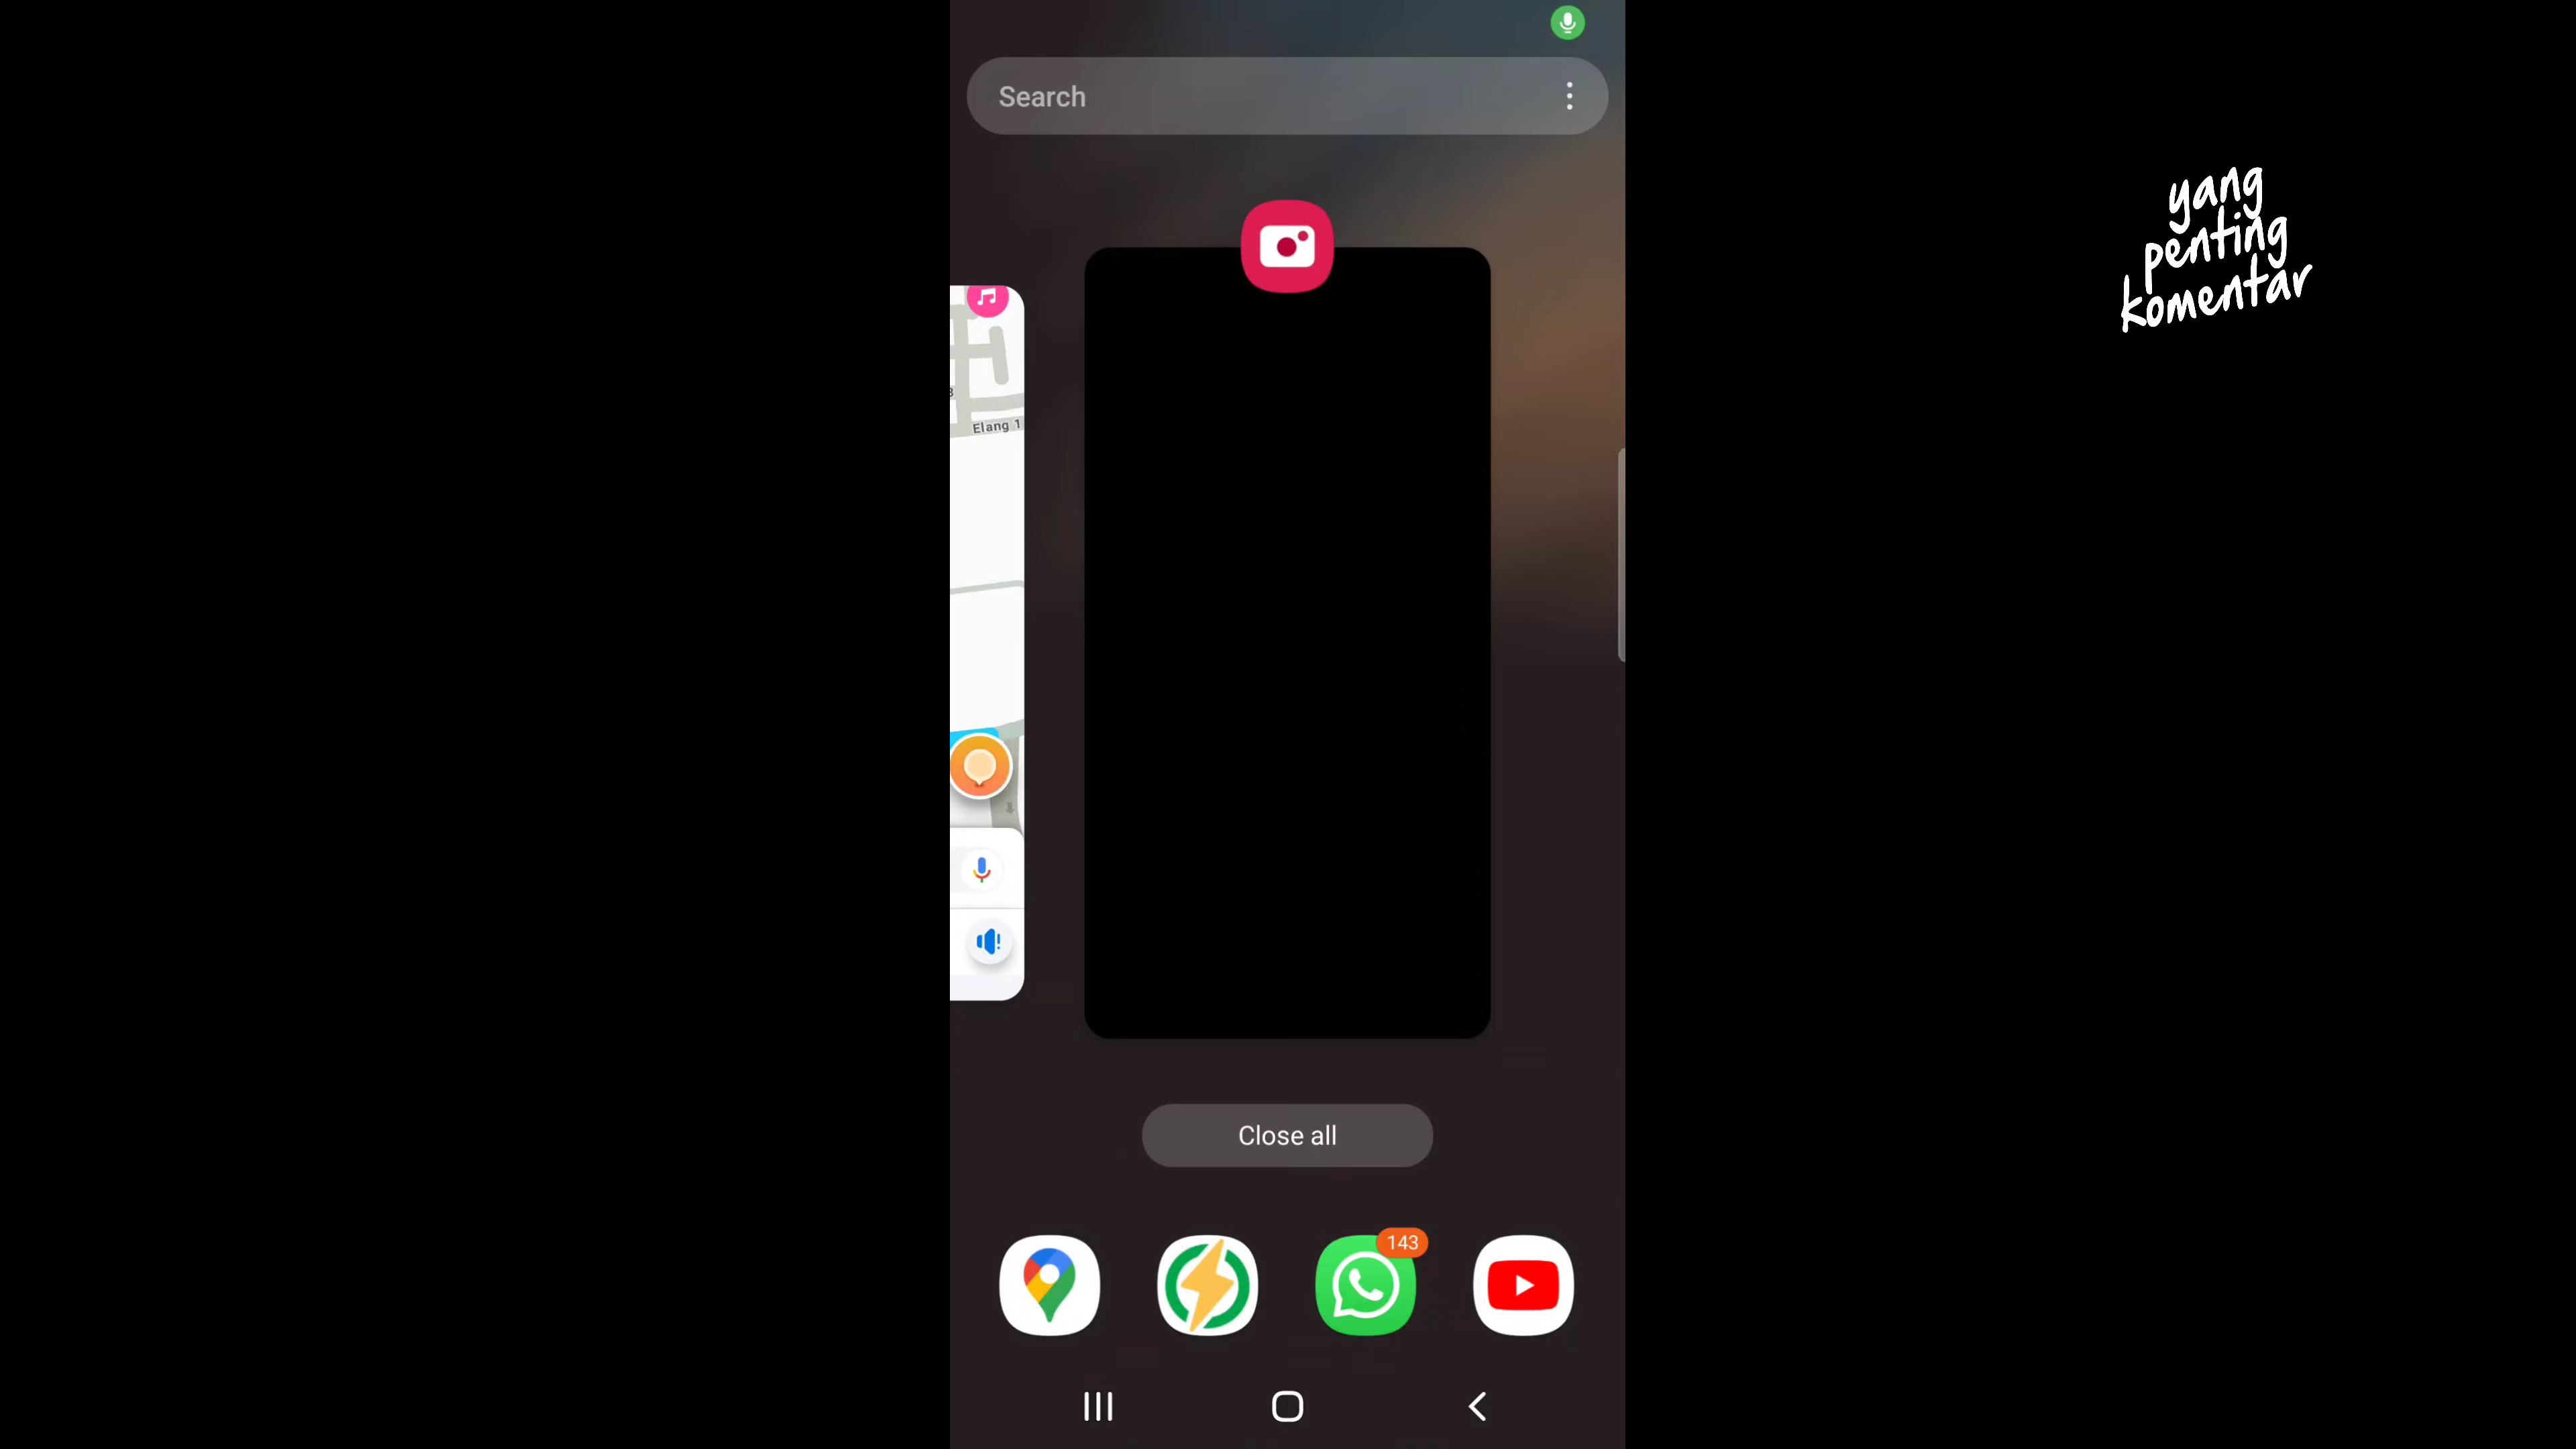 Search
yang
penting
komentar
Elang 1
Close all
143